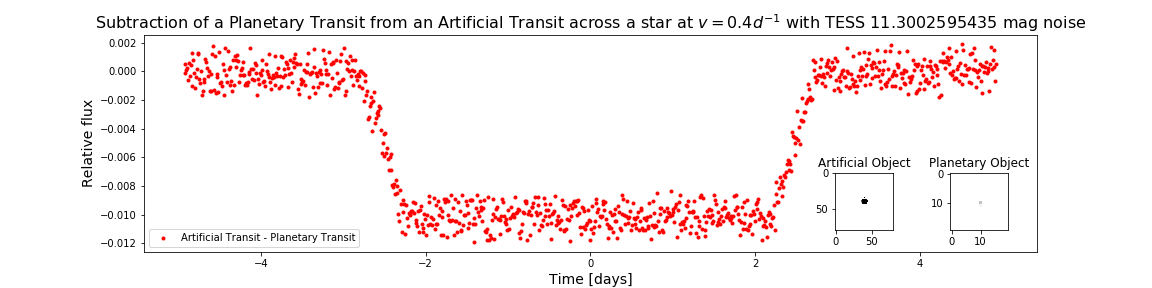 Subtraction of a Planetary Transit from an Artificial Transit across a star at v = 0.4d⁻¹ with TESS 11.3002595435 mag noise
0.002
0.000
−0.002
−0.004
−0.006
−0.008
−0.010
−0.012
Relative flux
Artificial Transit - Planetary Transit
Artificial Object
0
50
0 50
Planetary Object
0
10
0 10
−4 −2 0 2 4
Time [days]